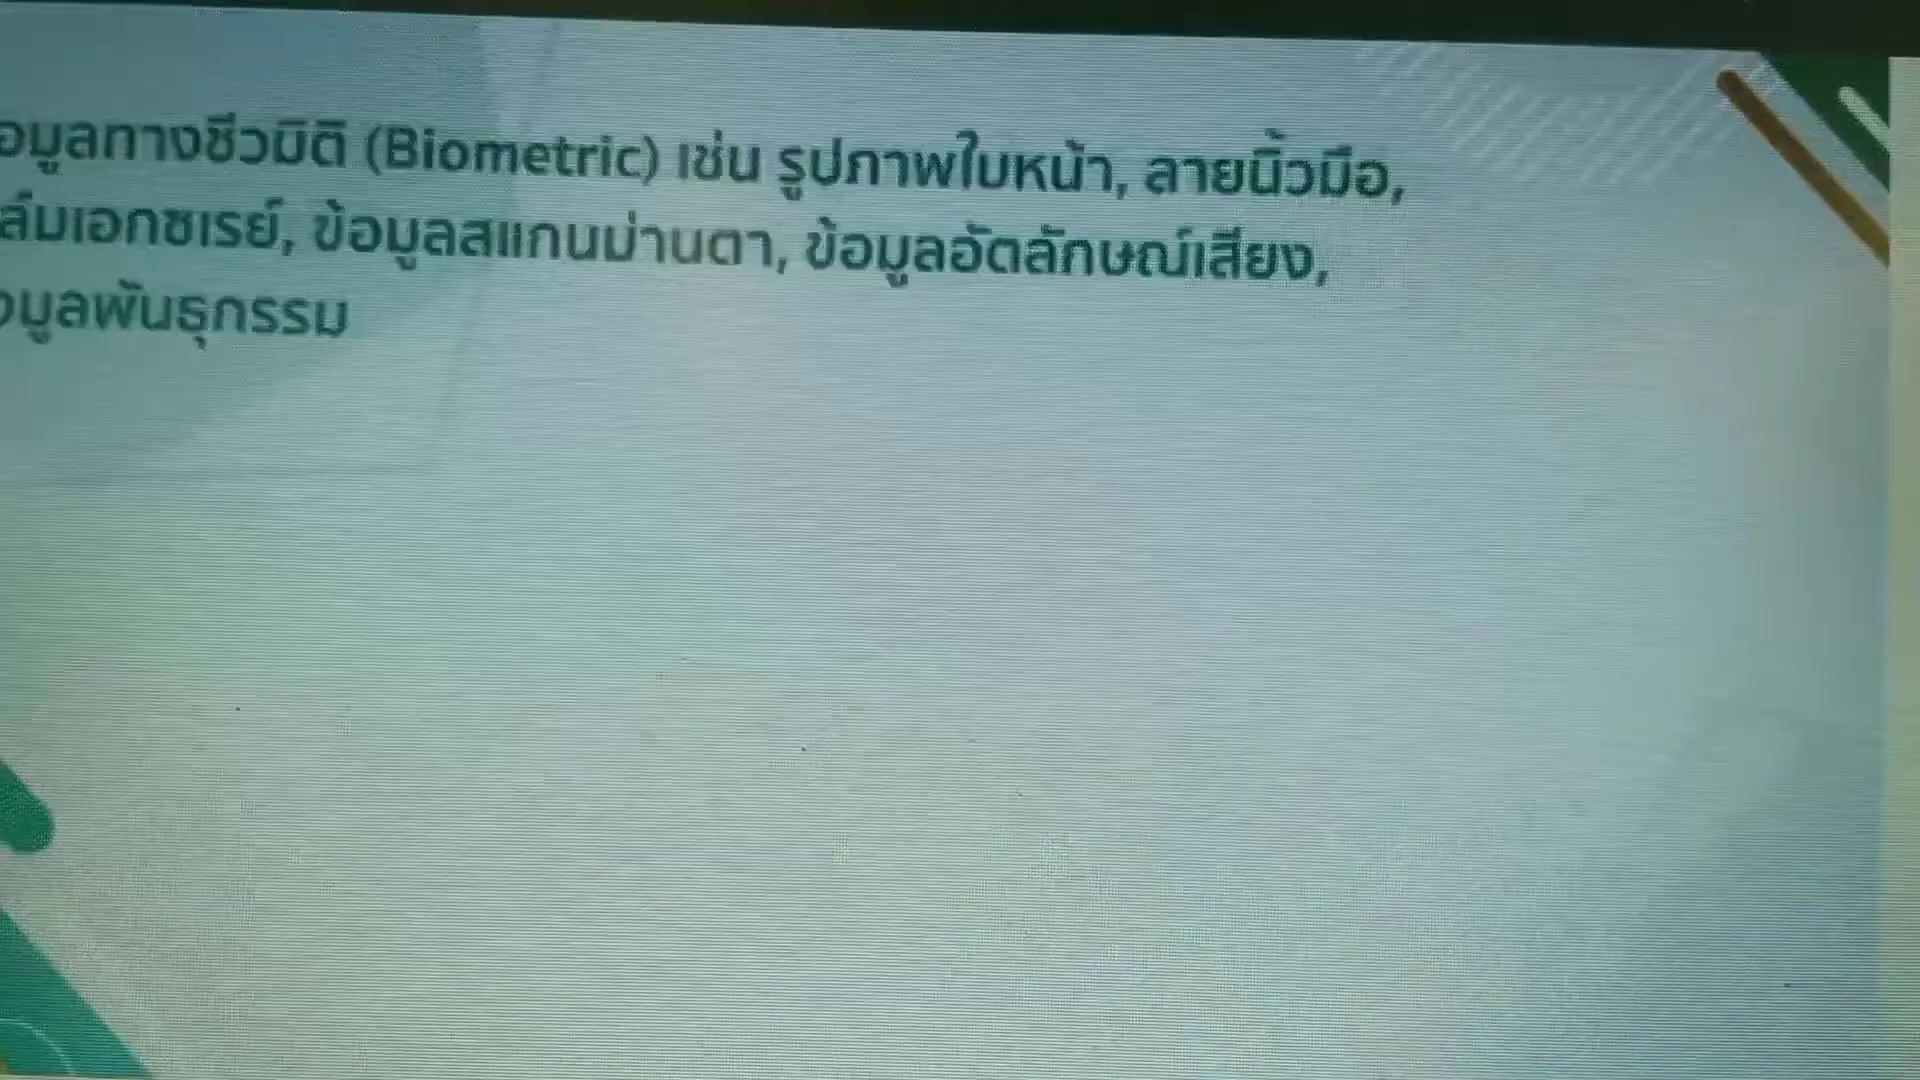 อมูลทางชีวมิติ (Biometric) เช่น รูปภาพใบหน้า, ลายนิ้วมือ,
ล์มเอกซเรย์, ข้อมูลสแกนม่านตา, ข้อมูลอัตลักษณ์เสียง,
อมูลพันธุกรรม